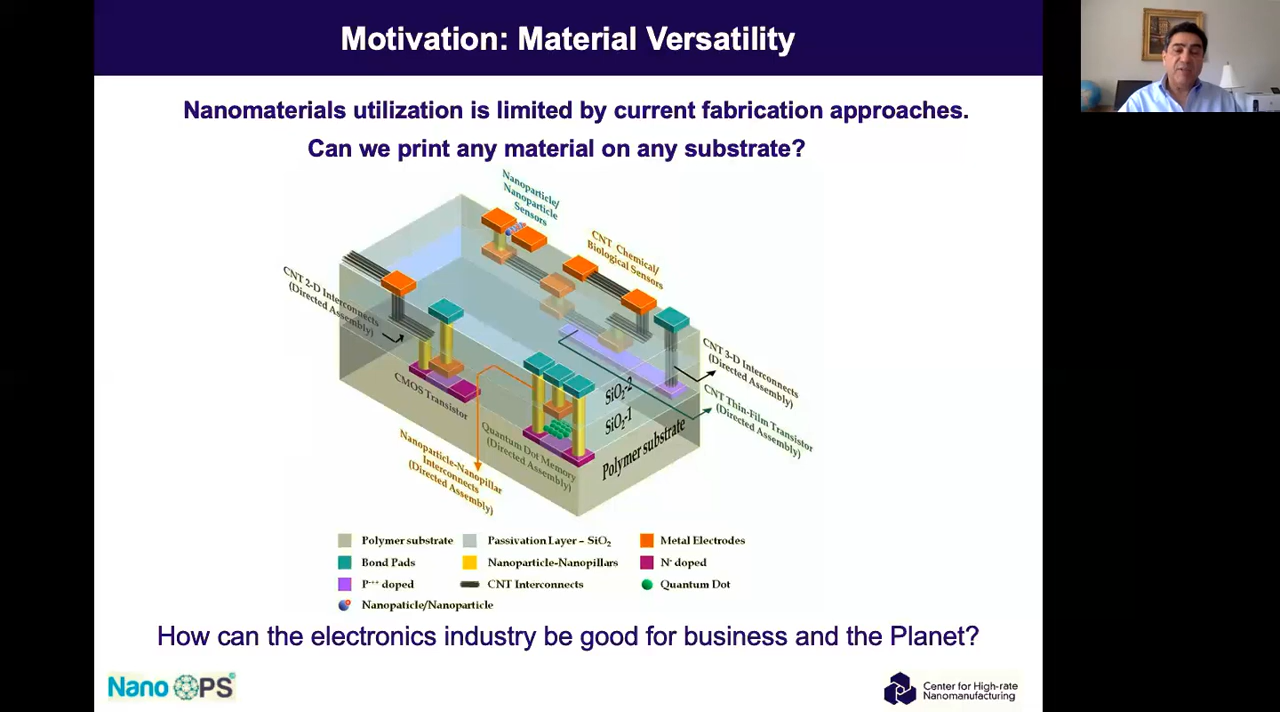 Motivation: Material Versatility
Nanomaterials utilization is limited by current fabrication approaches.
Can we print any material on any substrate?
Nanoparticle/
Nanoparticle
Sensors
CNT Chemical/
Biological Sensors
CNT 2-D Interconnects
(Directed Assembly)
CMOS Transistor
Nanoparticle-Nanopillar
Interconnects
(Directed Assembly)
Quantum Dot Memory
(Directed Assembly)
SiO₂-2
SiO₂-1
Polymer substrate
CNT 3-D Interconnects
(Directed Assembly)
CNT Thin-Film Transistor
(Directed Assembly)
Polymer substrate Passivation Layer – SiO₂ Metal Electrodes
Bond Pads Nanoparticle-Nanopillars N⁺ doped
P⁺⁺⁺ doped CNT Interconnects Quantum Dot
Nanopaticle/Nanoparticle
How can the electronics industry be good for business and the Planet?
Nano OPS
Center for High-rate
Nanomanufacturing